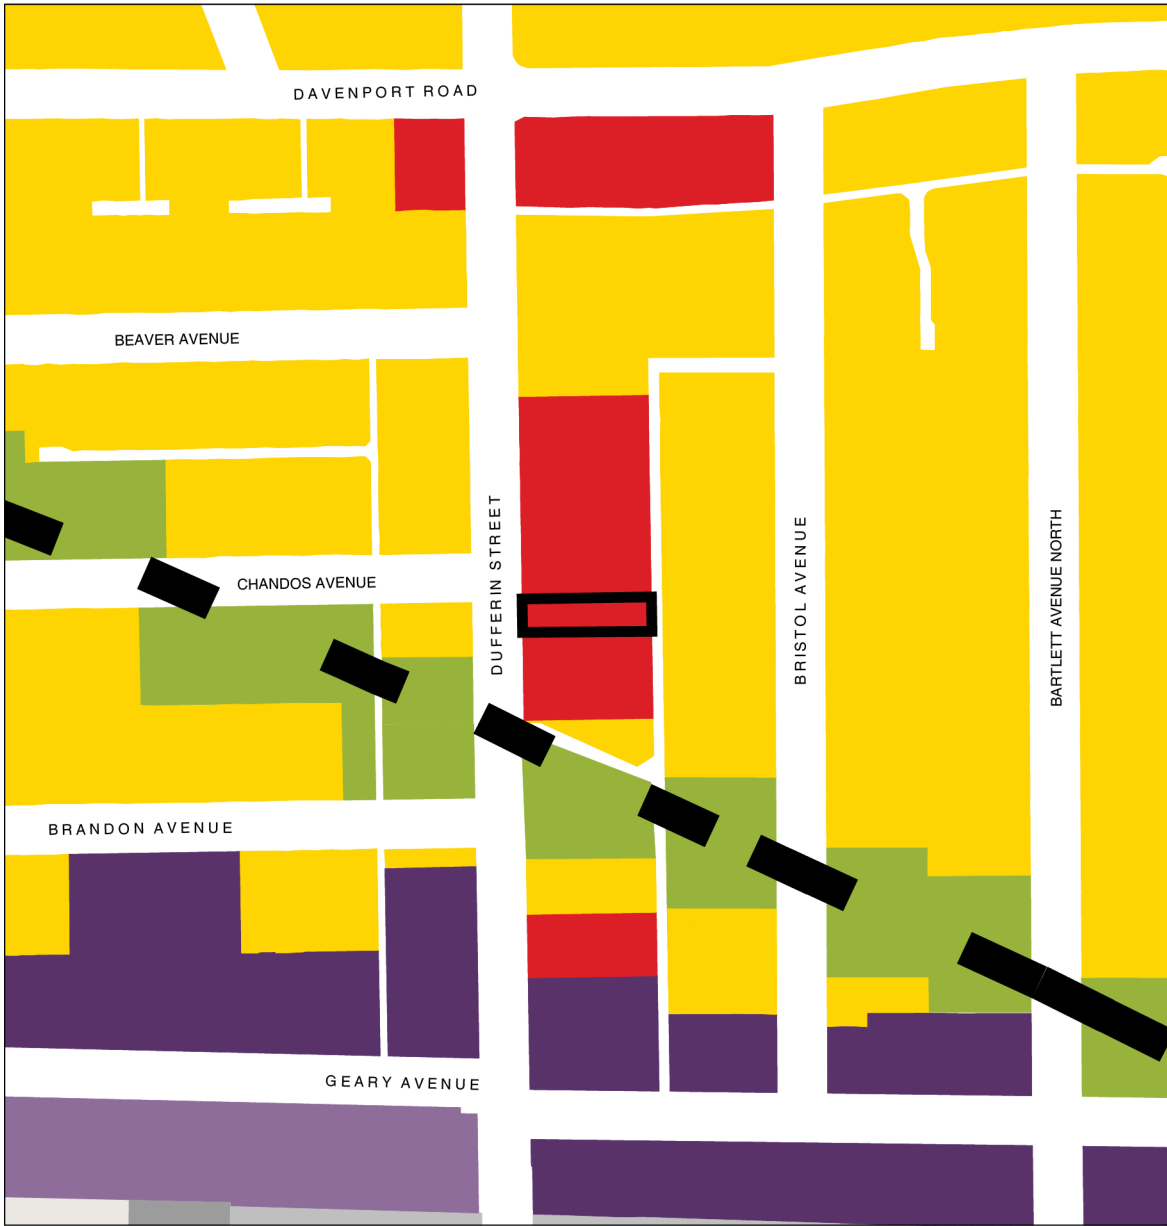 DAVENPORT ROAD
BEAVER AVENUE
CHANDOS AVENUE
DUFFERIN STREET
BRISTOL AVENUE
BARTLETT AVENUE NORTH
BRANDON AVENUE
GEARY AVENUE